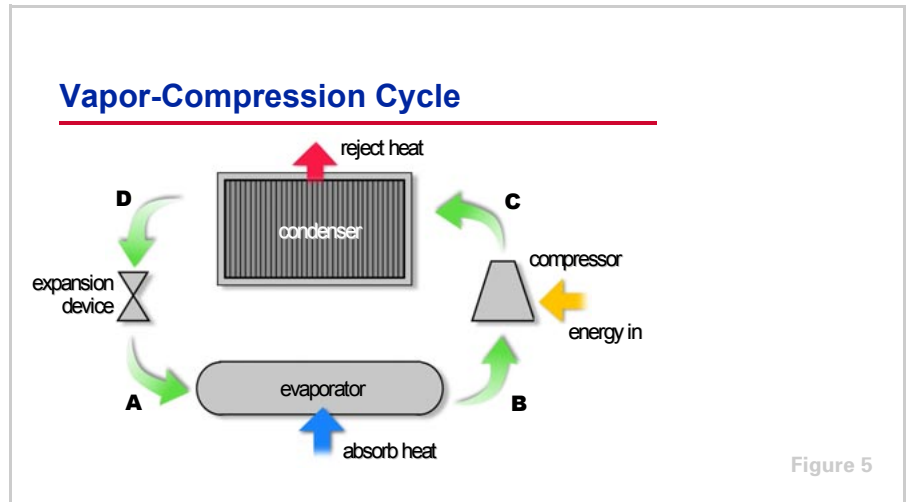 Vapor-Compression Cycle
reject heat
D
C
condenser
compressor
expansion
device
energy in
evaporator
A
B
absorb heat
Figure 5